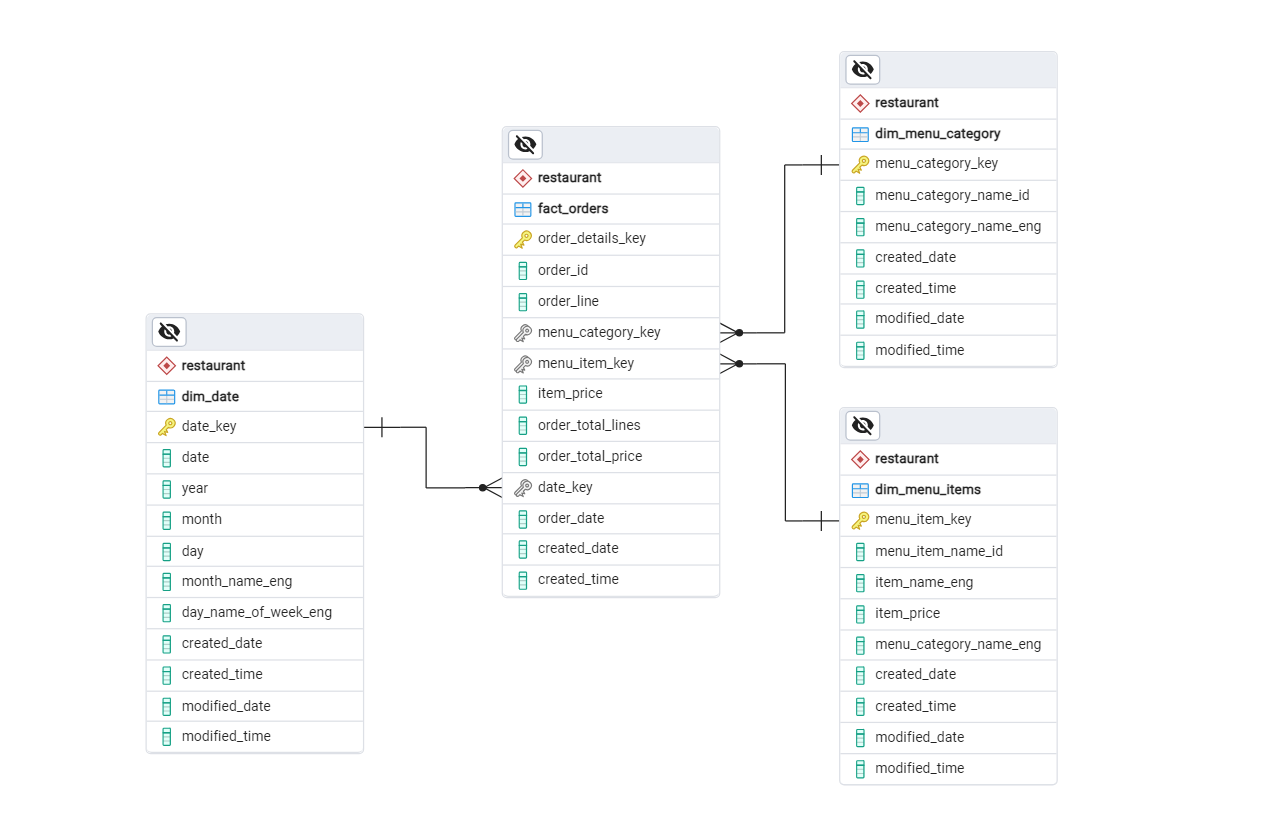 restaurant
dim_date
date_key
date
year
month
day
month_name_eng
day_name_of_week_eng
created_date
created_time
modified_date
modified_time
restaurant
fact_orders
order_details_key
order_id
order_line
menu_category_key
menu_item_key
item_price
order_total_lines
order_total_price
date_key
order_date
created_date
created_time
restaurant
dim_menu_category
menu_category_key
menu_category_name_id
menu_category_name_eng
created_date
created_time
modified_date
modified_time
restaurant
dim_menu_items
menu_item_key
menu_item_name_id
item_name_eng
item_price
menu_category_name_eng
created_date
created_time
modified_date
modified_time